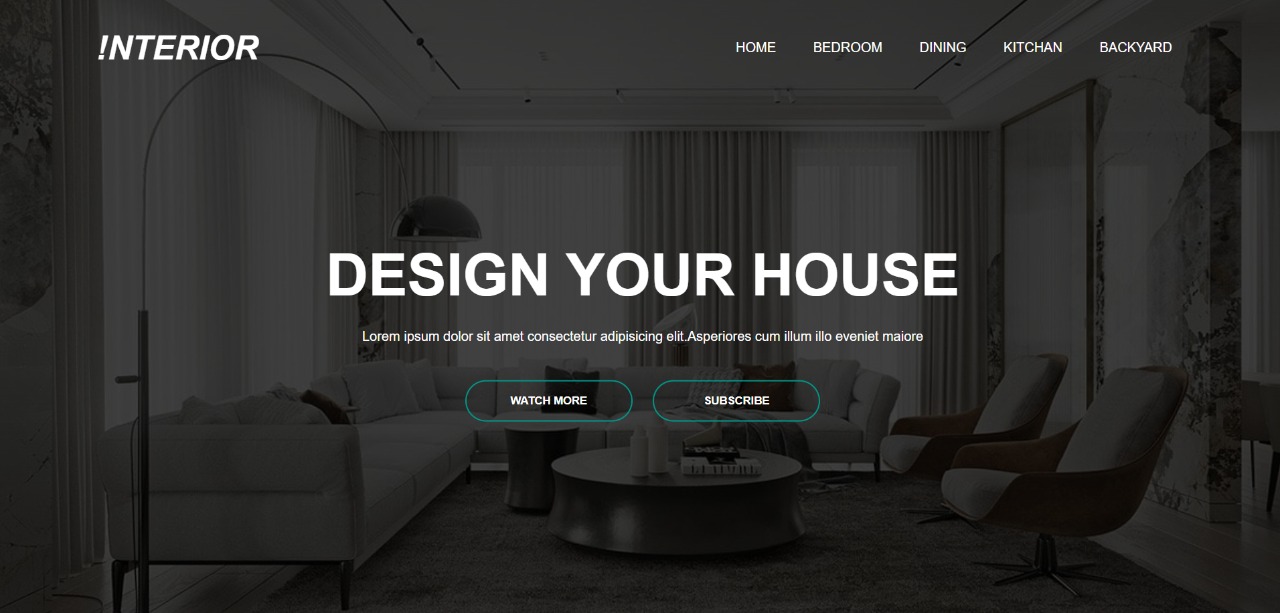 !NTERIOR
HOME BEDROOM DINING KITCHAN BACKYARD
DESIGN YOUR HOUSE
Lorem ipsum dolor sit amet consectetur adipisicing elit.Asperiores cum illum illo eveniet maiore
WATCH MORE SUBSCRIBE